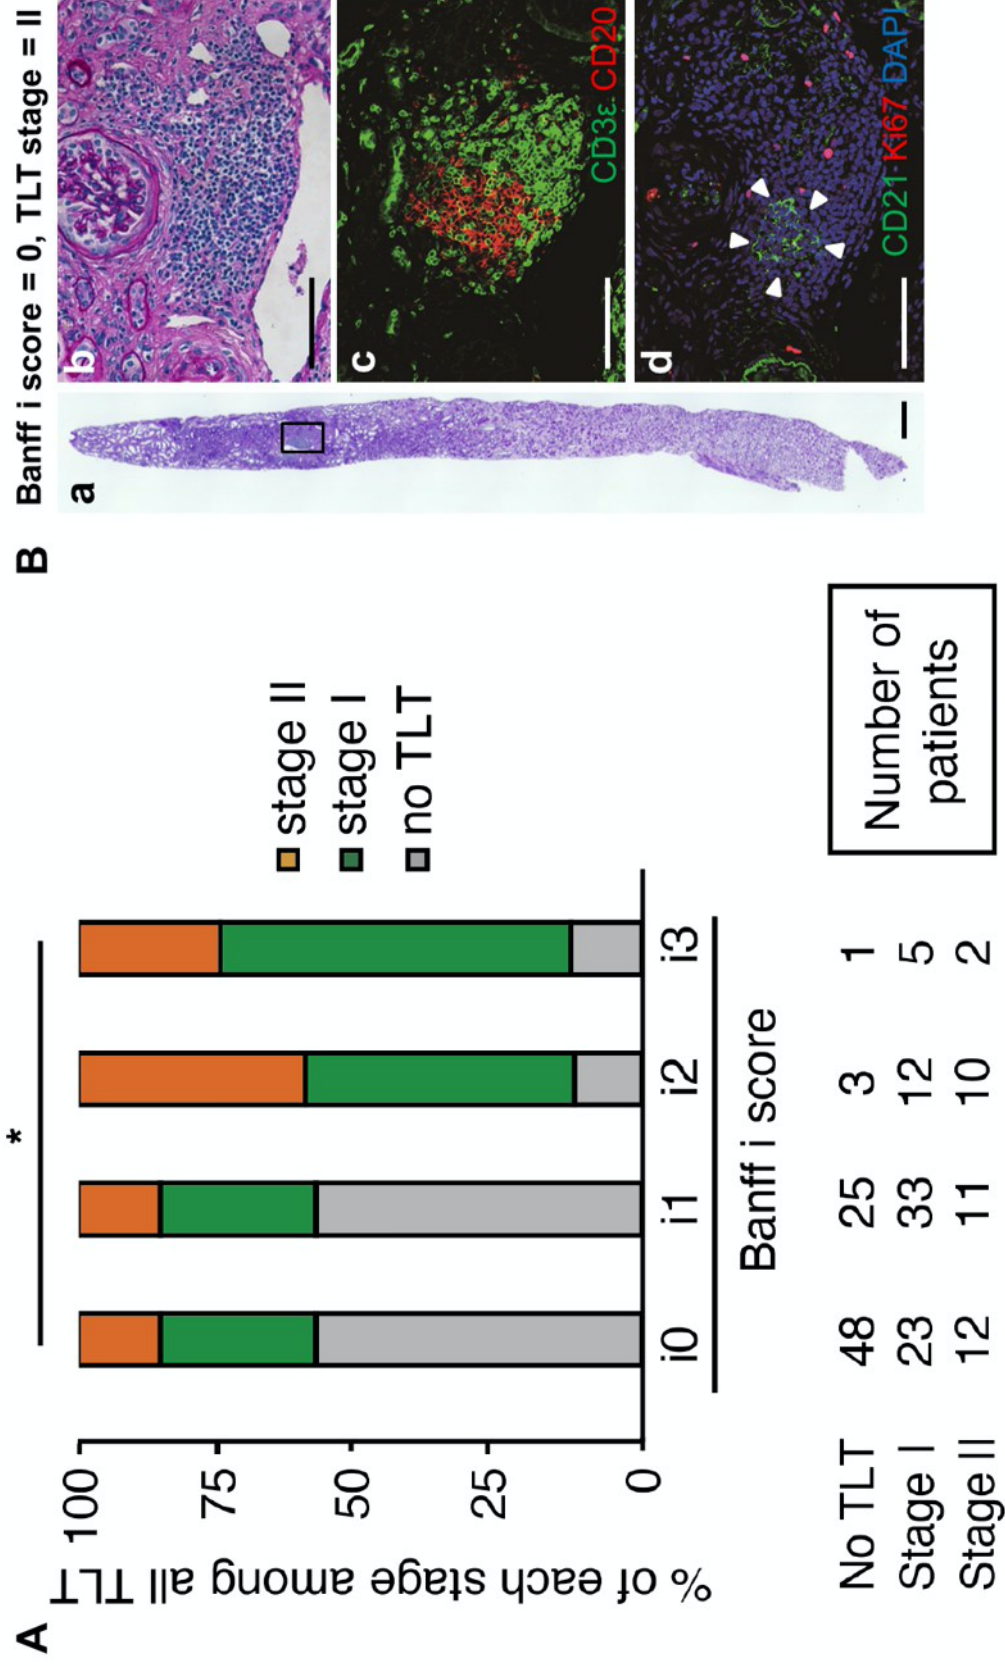 A
% of each stage among all TLT
100
75
50
25
0
*
i0 i1 i2 i3
Banff i score
stage II
stage I
no TLT
No TLT 48 25 3 1
Stage I 23 33 12 5
Stage II 12 11 10 2
Number of
patients
B
Banff i score = 0, TLT stage = II
a
b
c
CD3ε CD20
d
CD21 Ki67 DAPI